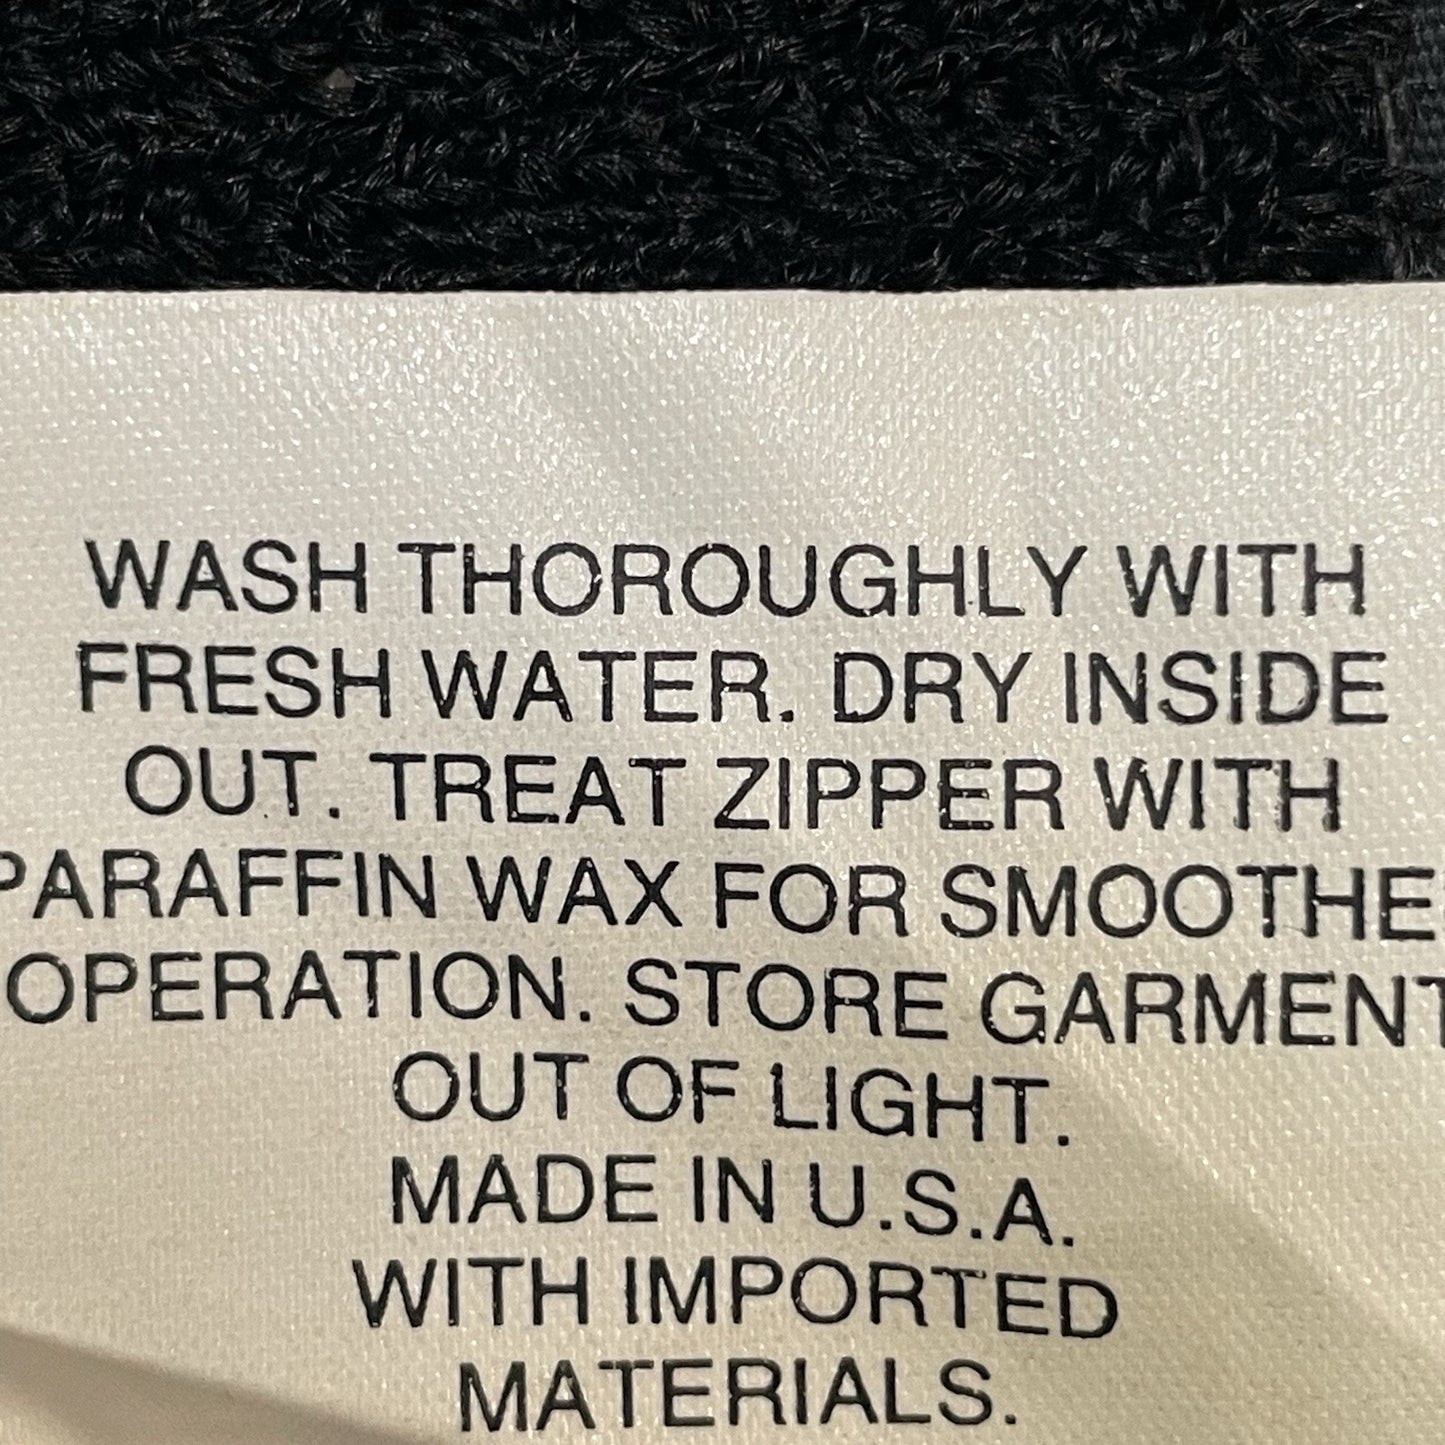 WASH THOROUGHLY WITH
FRESH WATER. DRY INSIDE
OUT. TREAT ZIPPER WITH
PARAFFIN WAX FOR SMOOTHE
OPERATION. STORE GARMENT
OUT OF LIGHT.
MADE IN U.S.A.
WITH IMPORTED
MATERIALS.